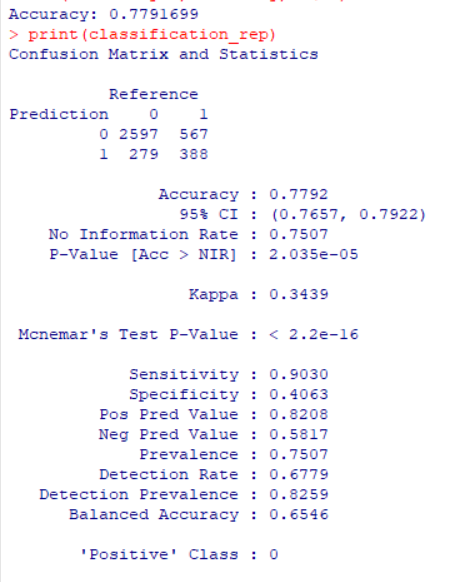 Accuracy: 0.7791699
> print(classification_rep)
Confusion Matrix and Statistics
Reference
Prediction 0 1
0 2597 567
1 279 388
Accuracy : 0.7792
95% CI : (0.7657, 0.7922)
No Information Rate : 0.7507
P-Value [Acc > NIR] : 2.035e-05
Kappa : 0.3439
Mcnemar's Test P-Value : < 2.2e-16
Sensitivity : 0.9030
Specificity : 0.4063
Pos Pred Value : 0.8208
Neg Pred Value : 0.5817
Prevalence : 0.7507
Detection Rate : 0.6779
Detection Prevalence : 0.8259
Balanced Accuracy : 0.6546
'Positive' Class : 0